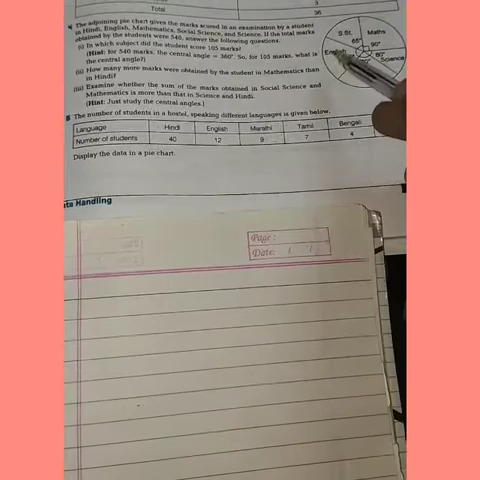 Total
3
36
4. The adjoining pie chart gives the marks scored in an examination by a student
in Hindi, English, Mathematics, Social Science, and Science. If the total marks
obtained by the students were 540, answer the following questions.
(i) In which subject did the student score 105 marks?
(Hint: for 540 marks, the central angle = 360°. So, for 105 marks, what is
the central angle?)
(ii) How many more marks were obtained by the student in Mathematics than
in Hindi?
(iii) Examine whether the sum of the marks obtained in Social Science and
Mathematics is more than that in Science and Hindi.
(Hint: Just study the central angles.)
S.St.
Maths
65°
90°
English
80°
Science
5. The number of students in a hostel, speaking different languages is given below.
Language Hindi English Marathi Tamil Bengali
Number of students 40 12 9 7 4
Display the data in a pie chart.
ata Handling
Page :
Date: